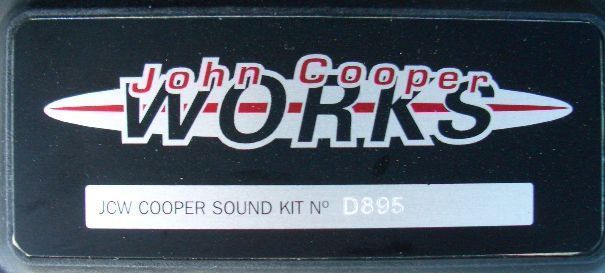 John Cooper
WORKS
JCW COOPER SOUND KIT Nº D895